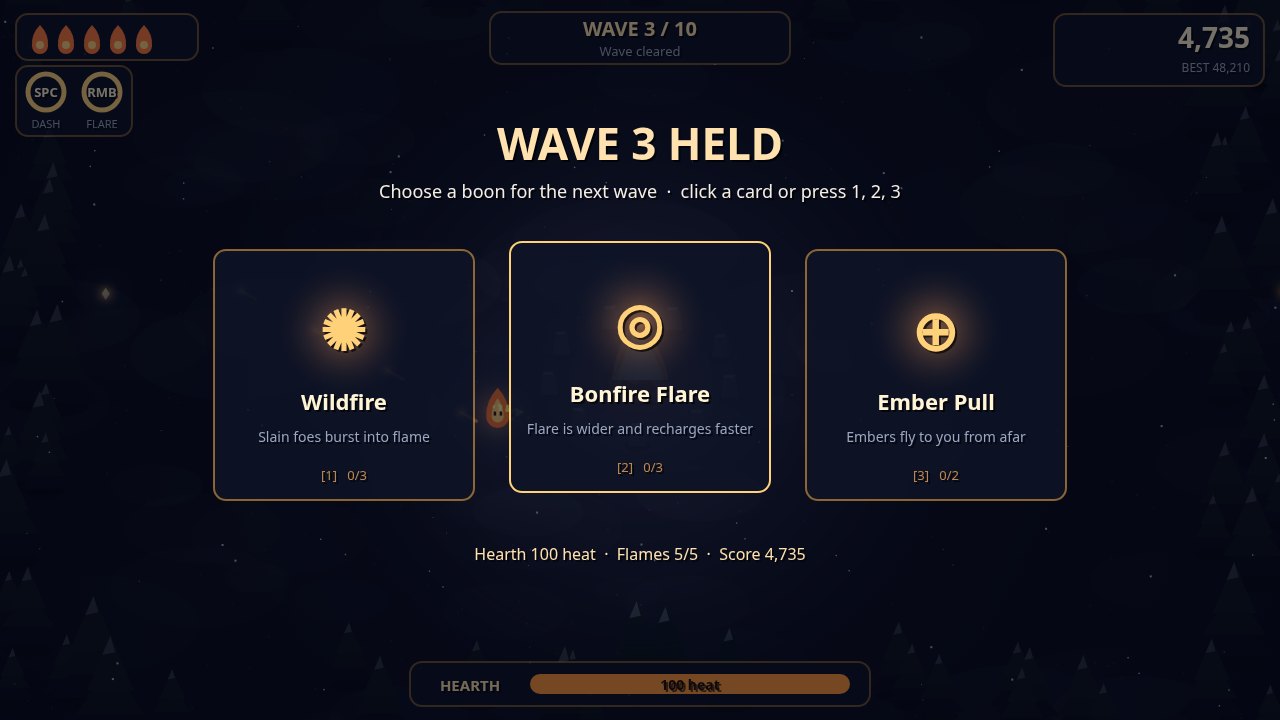 WAVE 3 / 10
Wave cleared
4,735
BEST 48,210
SPC
RMB
DASH
FLARE
WAVE 3 HELD
Choose a boon for the next wave · click a card or press 1, 2, 3
Wildfire
Slain foes burst into flame
[1] 0/3
Bonfire Flare
Flare is wider and recharges faster
[2] 0/3
Ember Pull
Embers fly to you from afar
[3] 0/2
Hearth 100 heat · Flames 5/5 · Score 4,735
HEARTH
100 heat